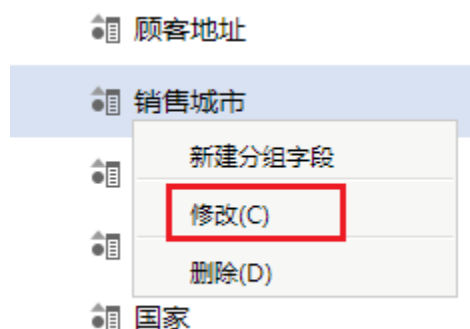 顾客地址
销售城市
新建分组字段
修改(C)
删除(D)
国家